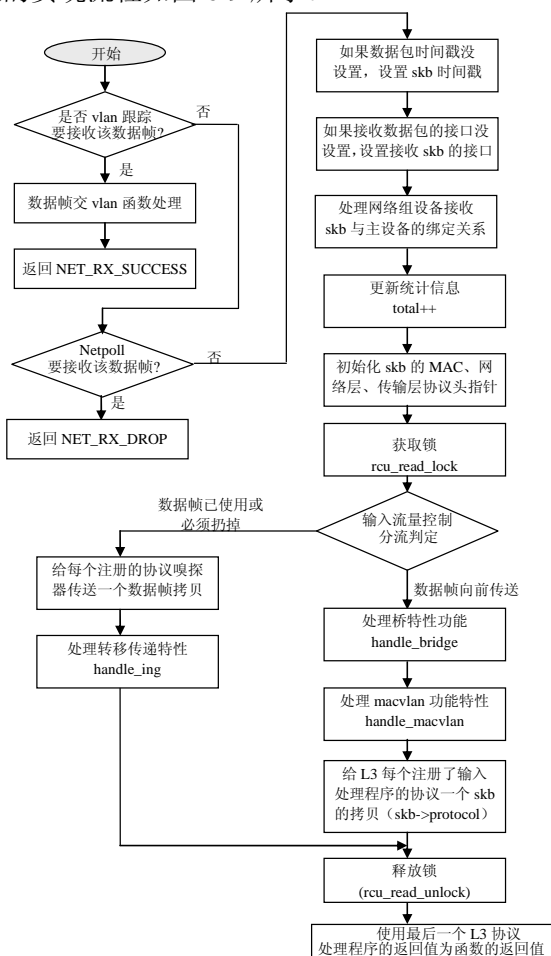 开始
是否 vlan 跟踪
要接收该数据帧?
否
是
数据帧交 vlan 函数处理
返回 NET_RX_SUCCESS
Netpoll
要接收该数据帧?
否
是
返回 NET_RX_DROP
如果数据包时间戳没
设置，设置 skb 时间戳
如果接收数据包的接口没
设置,设置接收 skb 的接口
处理网络组设备接收
skb 与主设备的绑定关系
更新统计信息
total++
初始化 skb 的 MAC、网
络层、传输层协议头指针
获取锁
rcu_read_lock
输入流量控制
分流判定
数据帧已使用或
必须扔掉
给每个注册的协议嗅探
器传送一个数据帧拷贝
处理转移传递特性
handle_ing
数据帧向前传送
处理桥特性功能
handle_bridge
处理 macvlan 功能特性
handle_macvlan
给 L3 每个注册了输入
处理程序的协议一个 skb
的拷贝（skb->protocol）
释放锁
(rcu_read_unlock)
使用最后一个 L3 协议
处理程序的返回值为函数的返回值